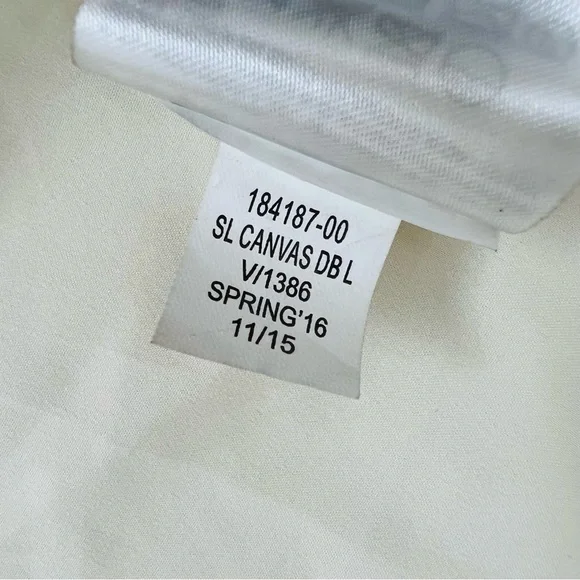 184187-00
SL CANVAS DB L
V/1386
SPRING'16
11/15